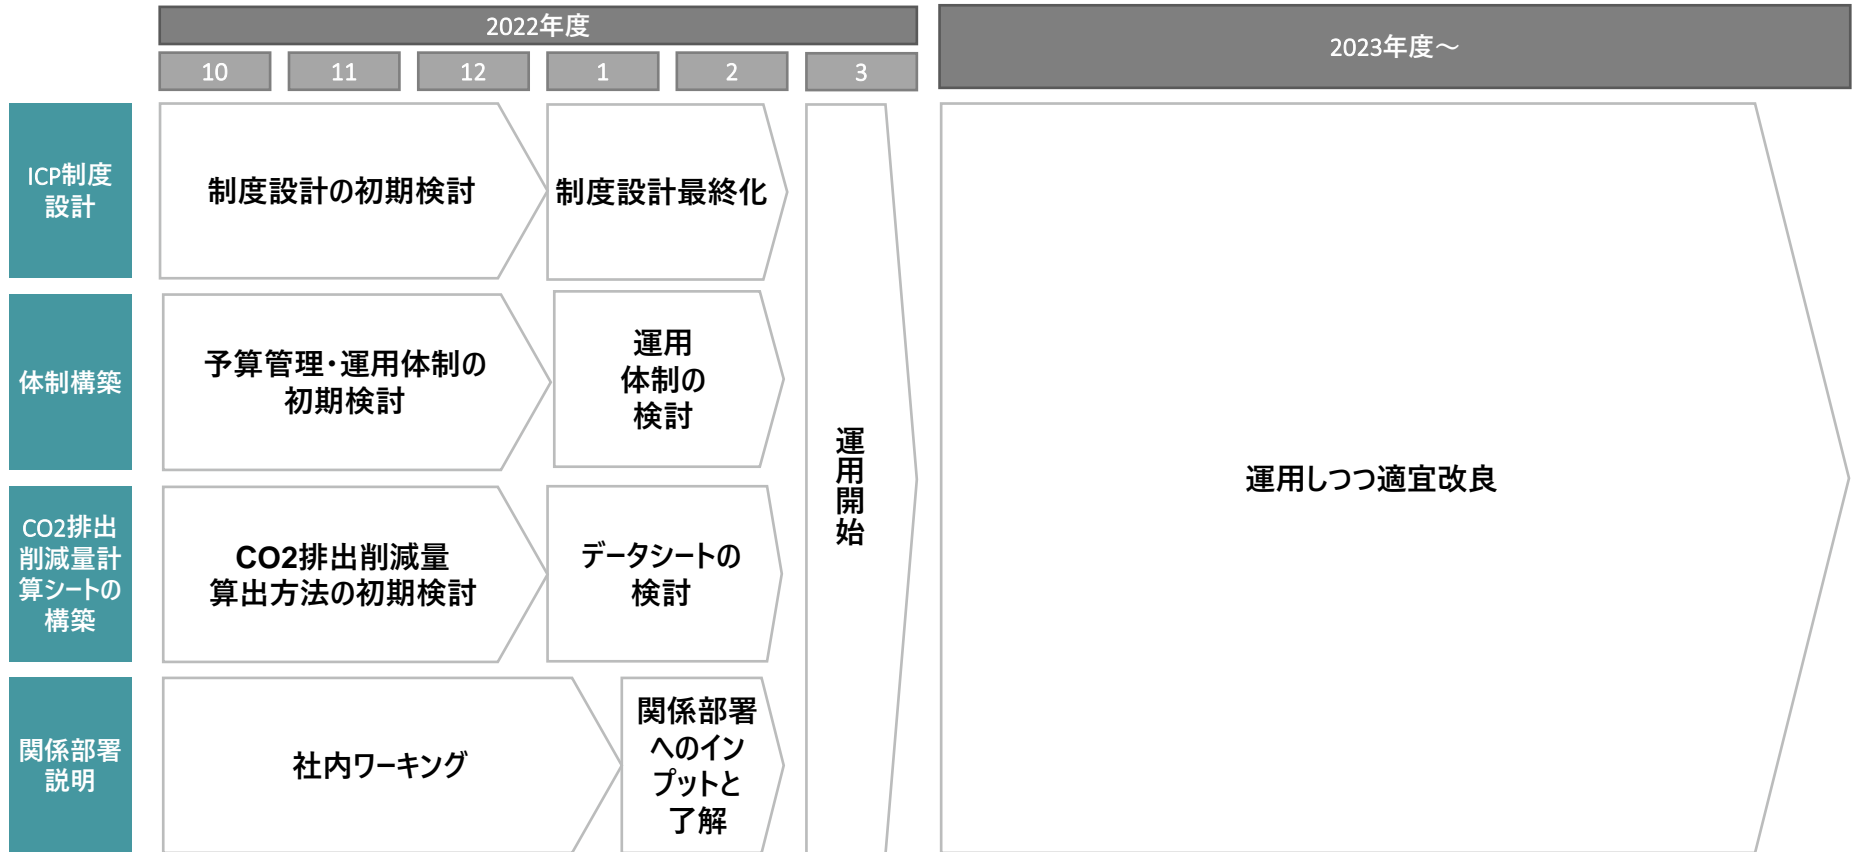 2022年度
2023年度～
10
11
12
1
2
3
ICP制度
設計
制度設計の初期検討
制度設計最終化
体制構築
予算管理・運用体制の
初期検討
運用
体制の
検討
CO2排出
削減量計
算シートの
構築
CO2排出削減量
算出方法の初期検討
データシートの
検討
関係部署
説明
社内ワーキング
関係部署
へのイン
プットと
了解
運用開始
運用しつつ適宜改良